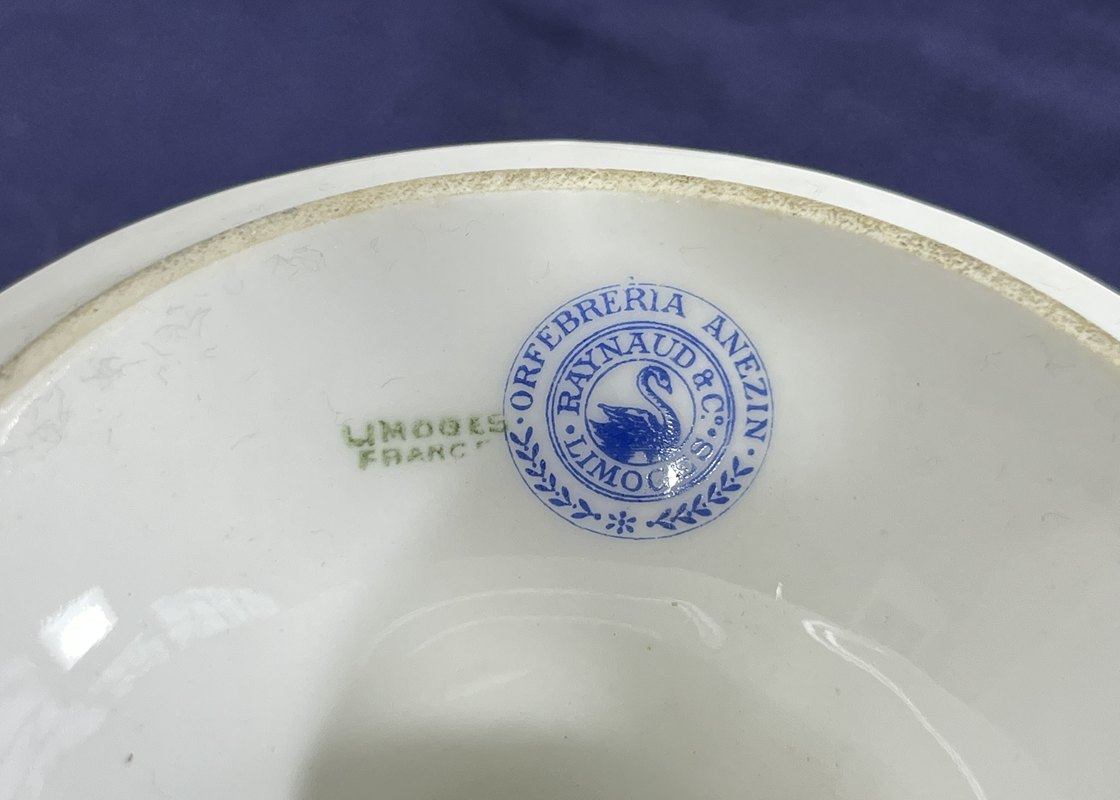 LIMOGES
FRANCE
· ORFEBRERIA ANEZIN ·
· RAYNAUD & Cº ·
LIMOGES